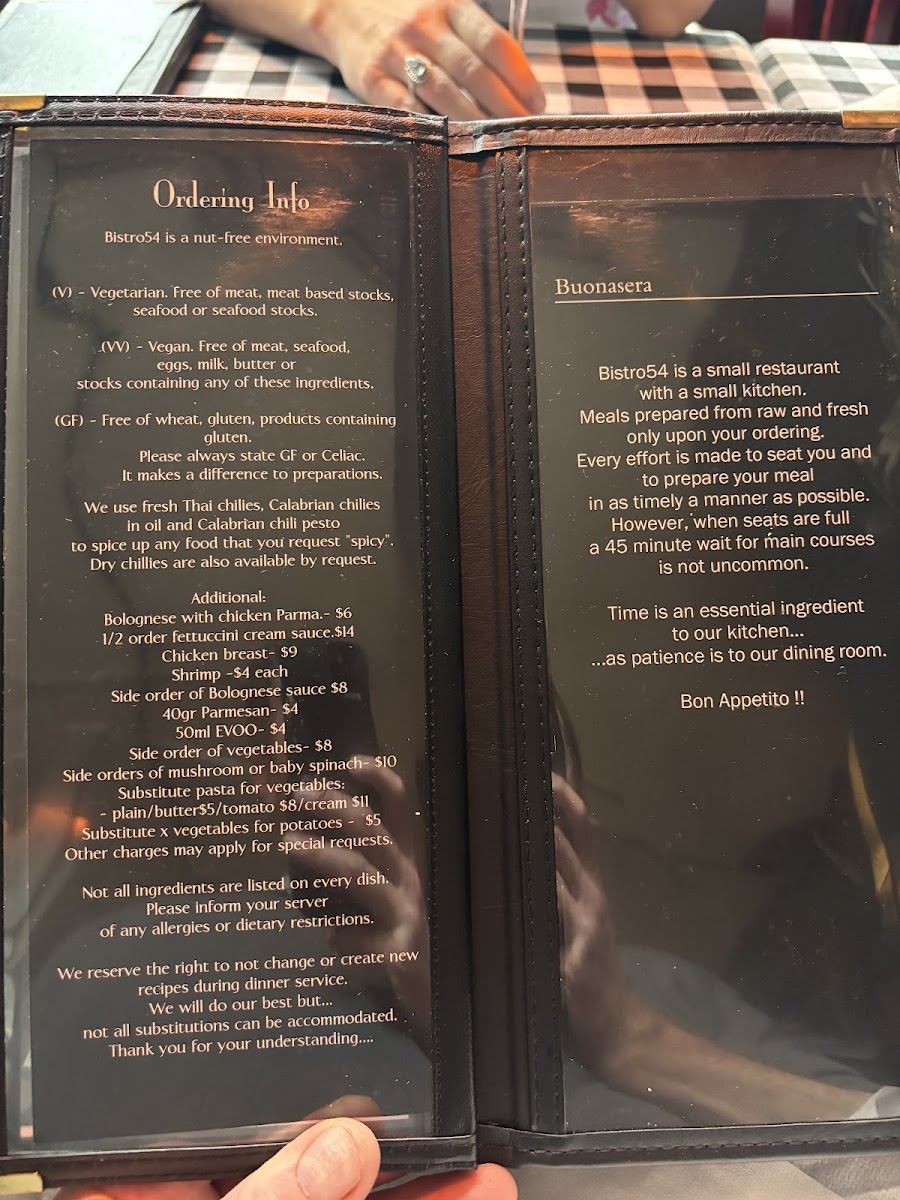 Ordering Info
Bistro54 is a nut-free environment.
(V) - Vegetarian. Free of meat, meat based stocks,
seafood or seafood stocks.
(VV) - Vegan. Free of meat, seafood,
eggs, milk, butter or
stocks containing any of these ingredients.
(GF) - Free of wheat, gluten, products containing
gluten.
Please always state GF or Celiac.
It makes a difference to preparations.
We use fresh Thai chilies, Calabrian chilies
in oil and Calabrian chili pesto
to spice up any food that you request "spicy".
Dry chillies are also available by request.
Additional:
Bolognese with chicken Parma.- $6
1/2 order fettuccini cream sauce.$14
Chicken breast- $9
Shrimp -$4 each
Side order of Bolognese sauce $8
40gr Parmesan- $4
50ml EVOO- $4
Side order of vegetables- $8
Side orders of mushroom or baby spinach- $10
Substitute pasta for vegetables:
- plain/butter$5/tomato $8/cream $11
Substitute x vegetables for potatoes - $5
Other charges may apply for special requests.
Not all ingredients are listed on every dish.
Please inform your server
of any allergies or dietary restrictions.
We reserve the right to not change or create new
recipes during dinner service.
We will do our best but...
not all substitutions can be accommodated.
Thank you for your understanding....
Buonasera
Bistro54 is a small restaurant
with a small kitchen.
Meals prepared from raw and fresh
only upon your ordering.
Every effort is made to seat you and
to prepare your meal
in as timely a manner as possible.
However, when seats are full
a 45 minute wait for main courses
is not uncommon.
Time is an essential ingredient
to our kitchen...
...as patience is to our dining room.
Bon Appetito !!